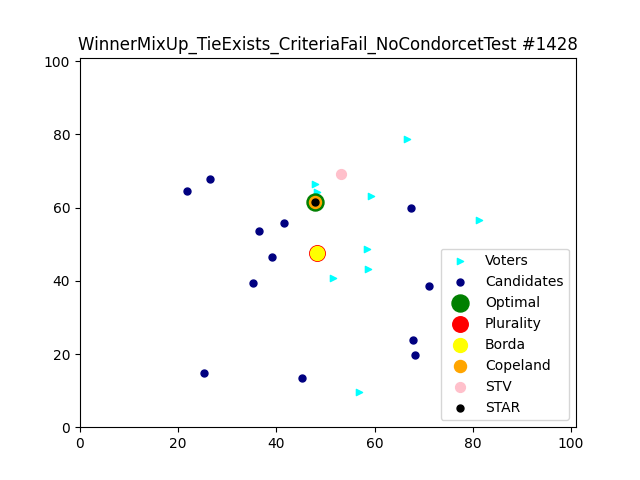 WinnerMixUp_TieExists_CriteriaFail_NoCondorcetTest #1428
100
80
60
40
20
0
0 20 40 60 80 100
Voters
Candidates
Optimal
Plurality
Borda
Copeland
STV
STAR